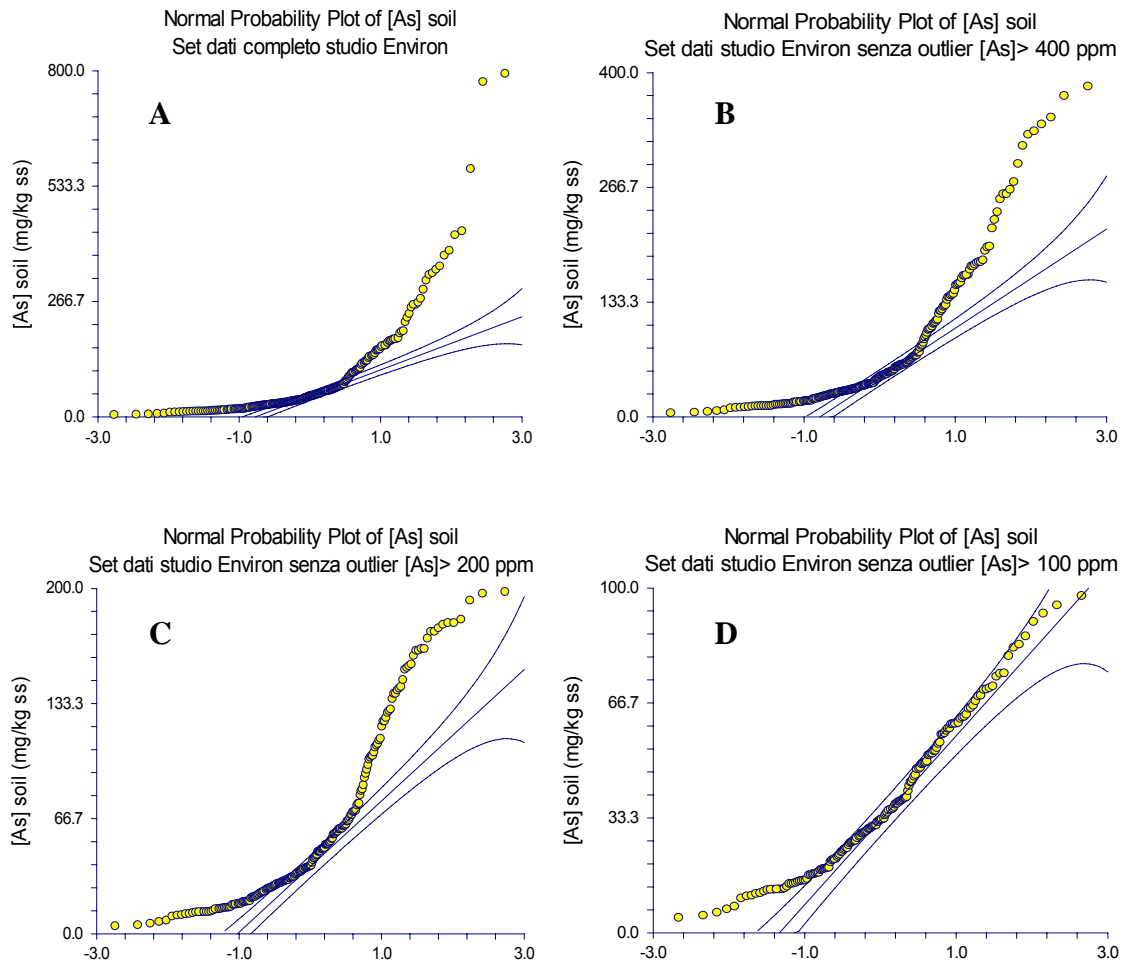 Normal Probability Plot of [As] soil
Set dati completo studio Environ
A
[As] soil (mg/kg ss)
800.0
533.3
266.7
0.0
-3.0 -1.0 1.0 3.0
Normal Probability Plot of [As] soil
Set dati studio Environ senza outlier [As]> 400 ppm
B
[As] soil (mg/kg ss)
400.0
266.7
133.3
0.0
-3.0 -1.0 1.0 3.0
Normal Probability Plot of [As] soil
Set dati studio Environ senza outlier [As]> 200 ppm
C
[As] soil (mg/kg ss)
200.0
133.3
66.7
0.0
-3.0 -1.0 1.0 3.0
Normal Probability Plot of [As] soil
Set dati studio Environ senza outlier [As]> 100 ppm
D
[As] soil (mg/kg ss)
100.0
66.7
33.3
0.0
-3.0 -1.0 1.0 3.0